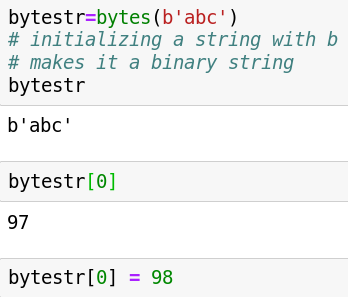 bytestr=bytes(b'abc')
# initializing a string with b
# makes it a binary string
bytestr
b'abc'
bytestr[0]
97
bytestr[0] = 98